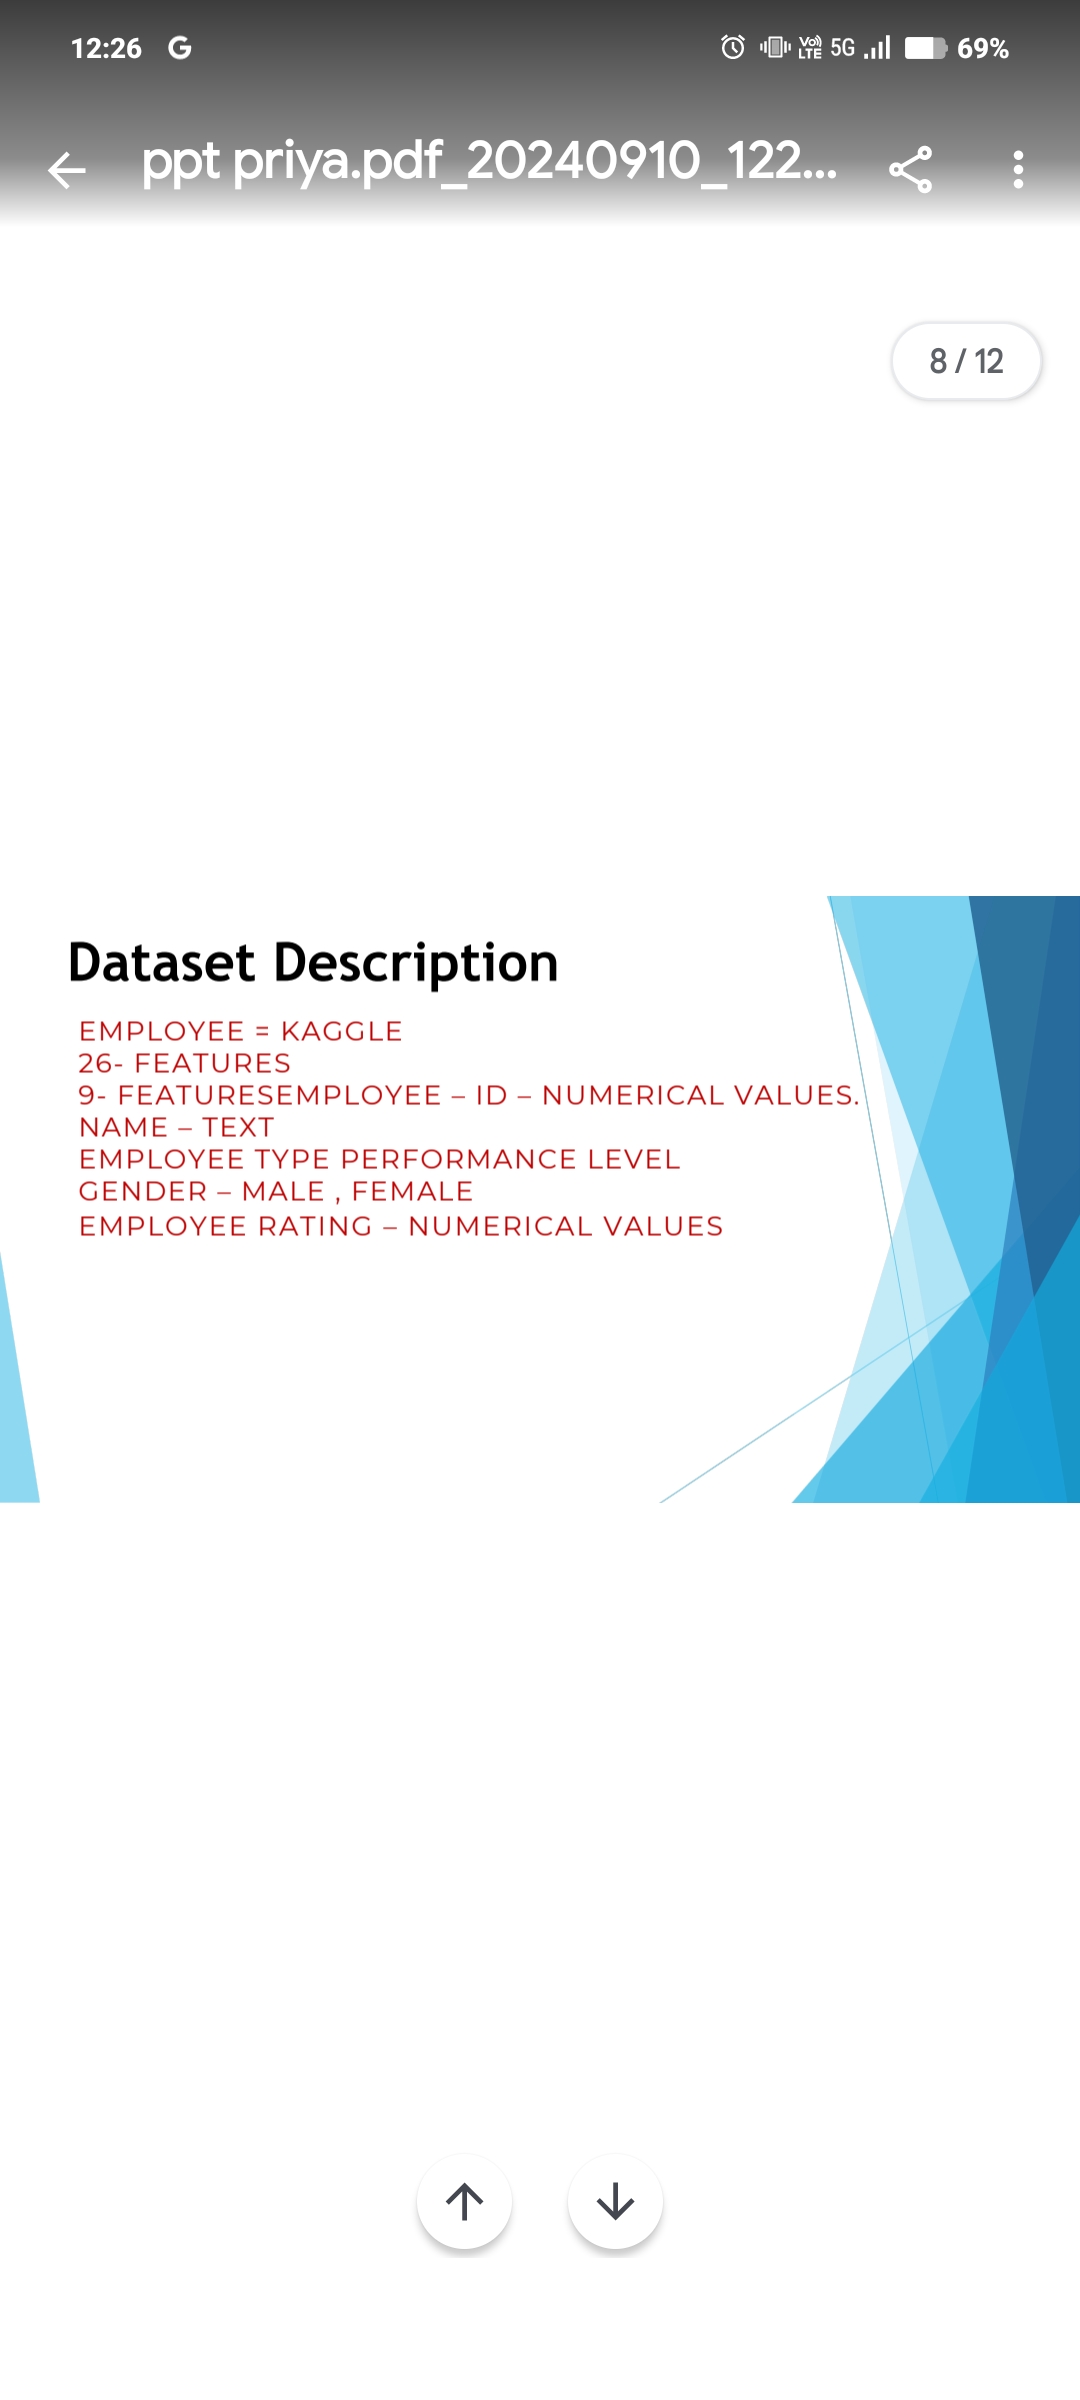 12:26 G VoD LTE 5G 69%
ppt priya.pdf_20240910_122...
8 / 12
Dataset Description
EMPLOYEE = KAGGLE
26- FEATURES
9- FEATURESEMPLOYEE – ID – NUMERICAL VALUES.
NAME – TEXT
EMPLOYEE TYPE PERFORMANCE LEVEL
GENDER – MALE , FEMALE
EMPLOYEE RATING – NUMERICAL VALUES